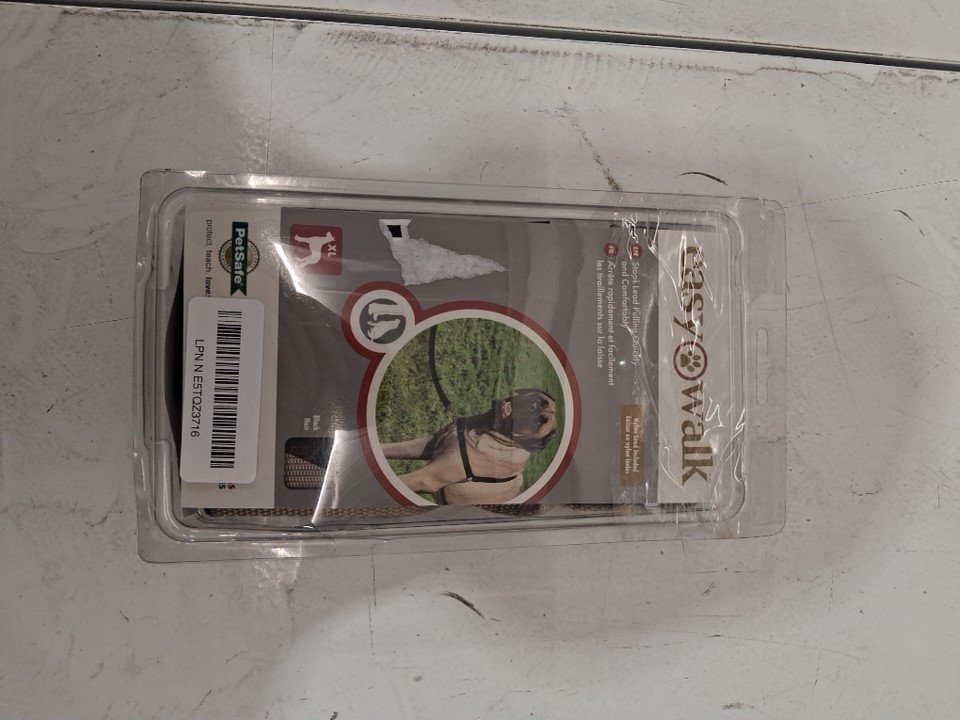 easy walk
EN Stops Lead Pulling Quickly
and Comfortably
FR Arrête rapidement et facilement
les tiraillements sur la laisse
Nylon Lead Included
Laisse en nylon inclus
XL
Black
Noir
PetSafe
protect. teach. love.
LPN N E5TQZ3716